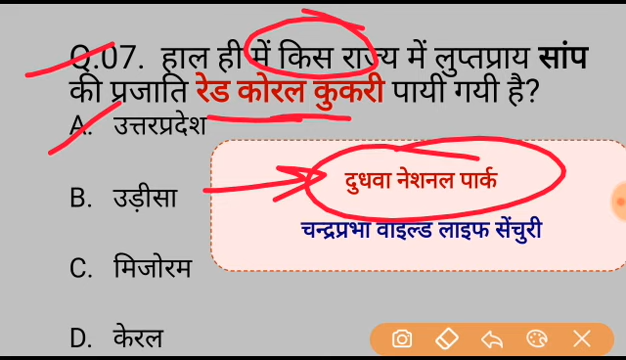 Q.07. हाल ही में किस राज्य में लुप्तप्राय सांप
की प्रजाति रेड कोरल कुकरी पायी गयी है?
A. उत्तरप्रदेश
दुधवा नेशनल पार्क
B. उड़ीसा
चन्द्रप्रभा वाइल्ड लाइफ सेंचुरी
C. मिजोरम
D. केरल